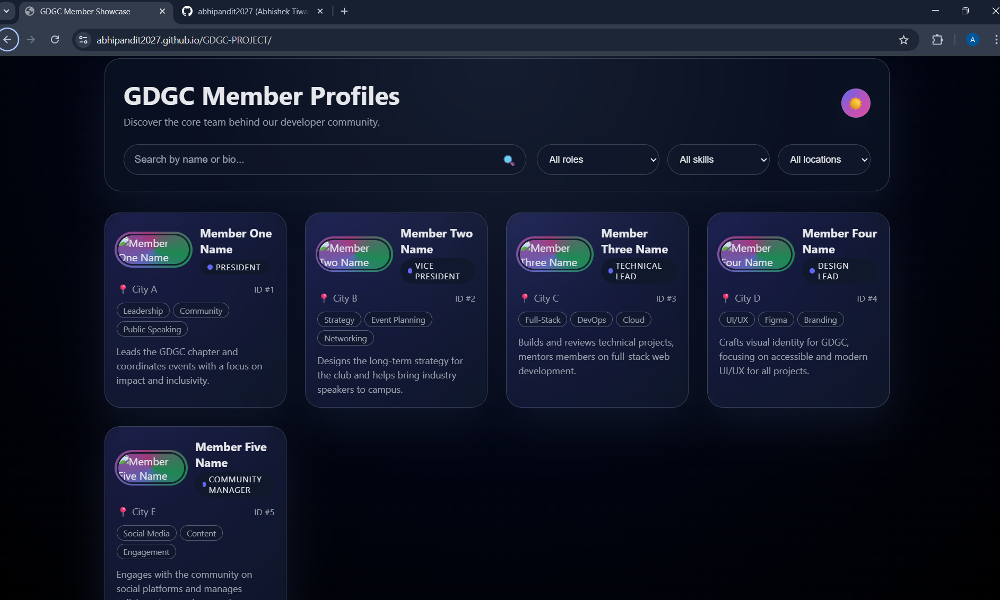 GDGC Member Showcase
abhipandit2027 (Abhishek Tiwa
abhipandit2027.github.io/GDGC-PROJECT/
A
GDGC Member Profiles
Discover the core team behind our developer community.
Search by name or bio...
All roles
All skills
All locations
Member One Name
Member One
Name
PRESIDENT
City A
ID #1
Leadership
Community
Public Speaking
Leads the GDGC chapter and
coordinates events with a focus on
impact and inclusivity.
Member
Two Name
Member Two
Name
VICE
PRESIDENT
City B
ID #2
Strategy
Event Planning
Networking
Designs the long-term strategy for
the club and helps bring industry
speakers to campus.
Member
Three Name
Member
Three Name
TECHNICAL
LEAD
City C
ID #3
Full-Stack
DevOps
Cloud
Builds and reviews technical projects,
mentors members on full-stack web
development.
Member
Four Name
Member Four
Name
DESIGN
LEAD
City D
ID #4
UI/UX
Figma
Branding
Crafts visual identity for GDGC,
focusing on accessible and modern
UI/UX for all projects.
Member
Five Name
Member Five
Name
COMMUNITY
MANAGER
City E
ID #5
Social Media
Content
Engagement
Engages with the community on
social platforms and manages